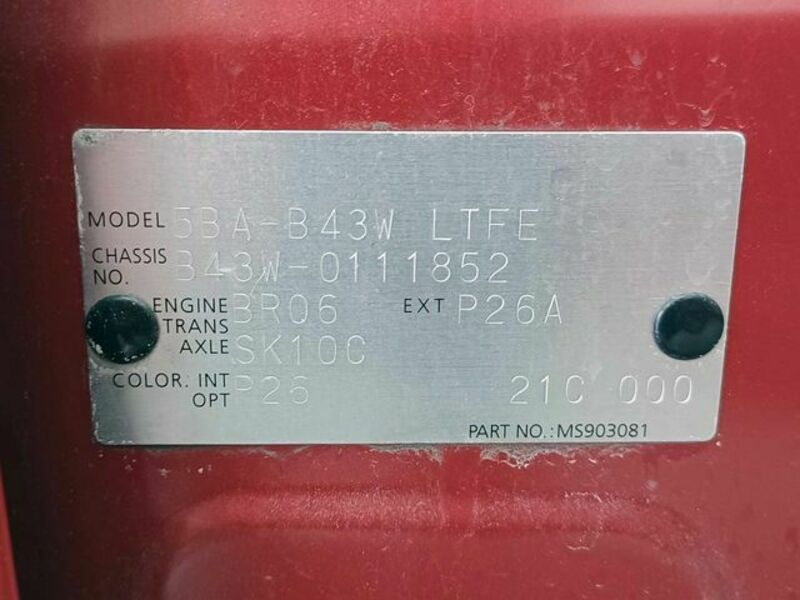 MODEL 5BA-B43W LTFE
CHASSIS NO. B43W-0111852
ENGINE BR06 EXT P26A
TRANS AXLE SK10C
COLOR: INT P26
OPT 21C 000
PART NO.:MS903081